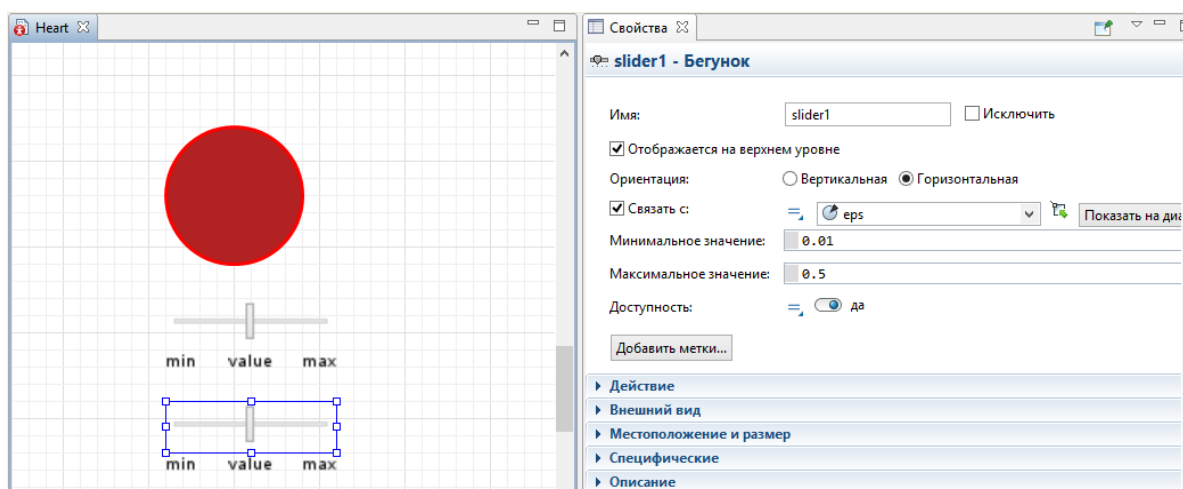 Heart
min value max
min value max
Свойства
slider1 - Бегунок
Имя: slider1 Исключить
Отображается на верхнем уровне
Ориентация: Вертикальная Горизонтальная
Связать с: eps Показать на диа
Минимальное значение: 0.01
Максимальное значение: 0.5
Доступность: да
Добавить метки...
Действие
Внешний вид
Местоположение и размер
Специфические
Описание